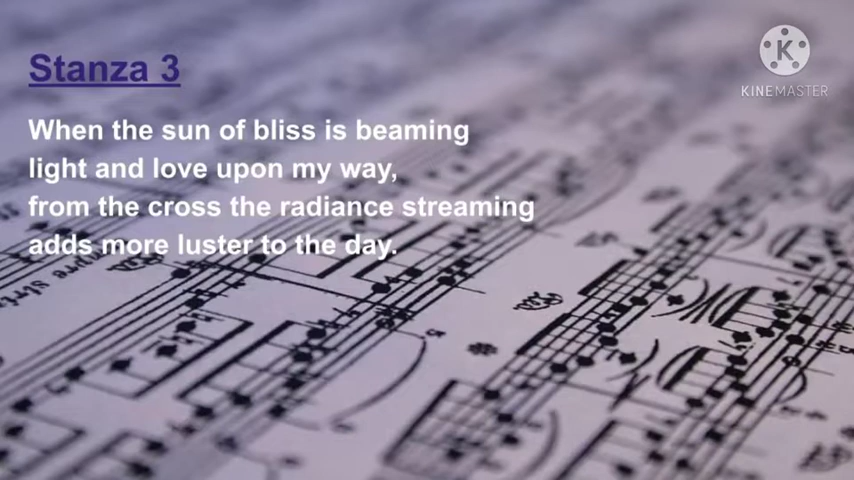 Stanza 3
KINEMASTER
When the sun of bliss is beaming
light and love upon my way,
from the cross the radiance streaming
adds more luster to the day.